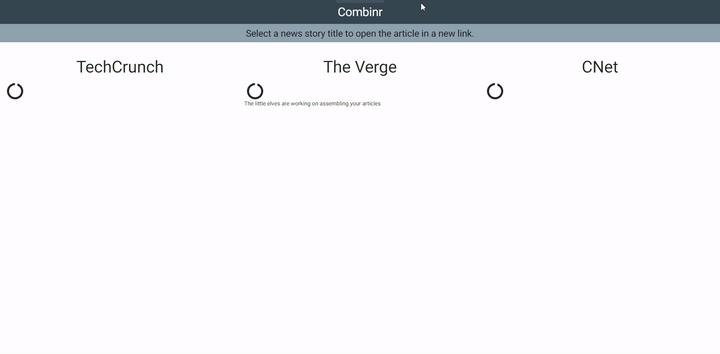 Combinr
Select a news story title to open the article in a new link.
TechCrunch
The Verge
CNet
The little elves are working on assembling your articles